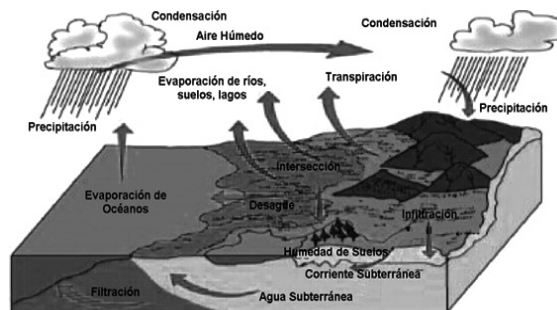 Condensación
Condensación
Aire Húmedo
Evaporación de ríos,
suelos, lagos
Transpiración
Precipitación
Precipitación
Intersección
Evaporación de
Océanos
Desagüe
Infiltración
Humedad de Suelos
Corriente Subterránea
Filtración
Agua Subterránea